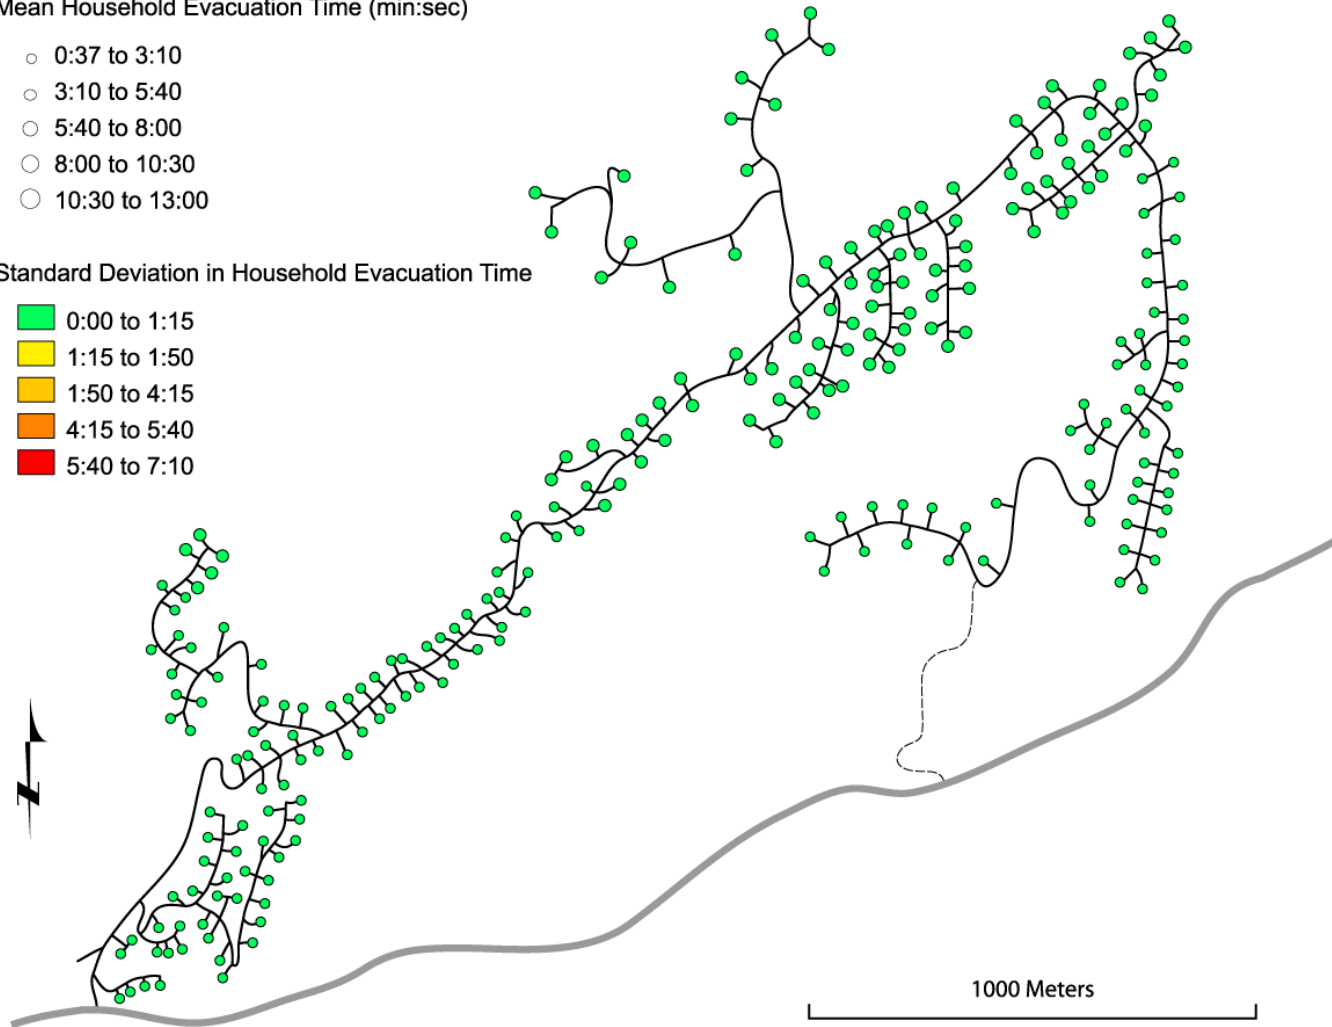 Mean Household Evacuation Time (min:sec)
0:37 to 3:10
3:10 to 5:40
5:40 to 8:00
8:00 to 10:30
10:30 to 13:00
Standard Deviation in Household Evacuation Time
0:00 to 1:15
1:15 to 1:50
1:50 to 4:15
4:15 to 5:40
5:40 to 7:10
1000 Meters